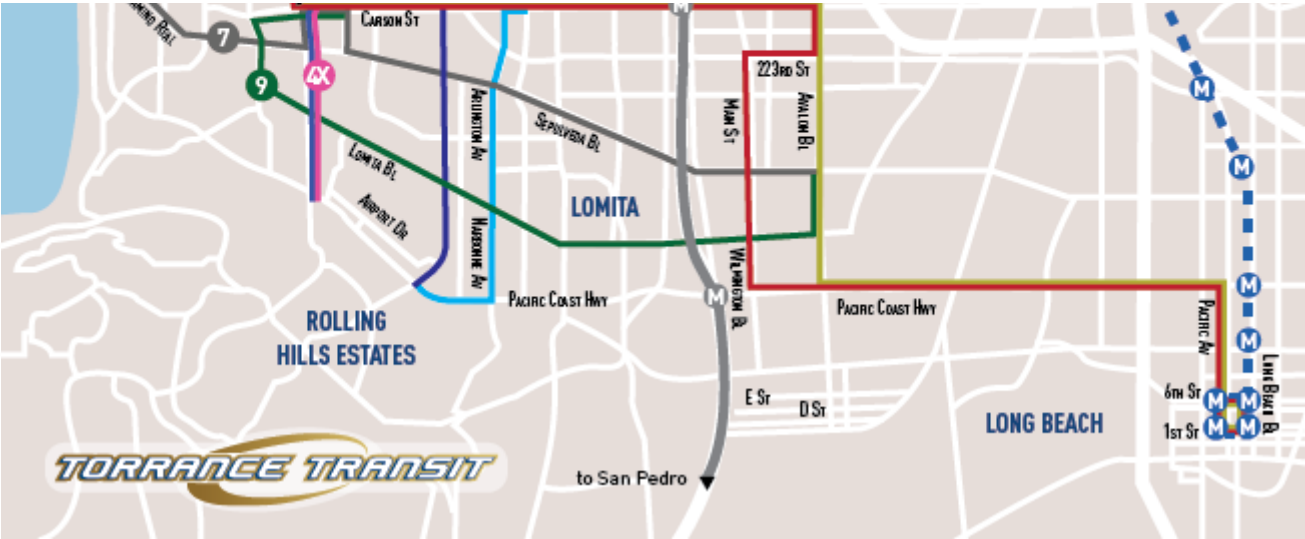 Carson St
7
9
4X
M
223rd St
Main St
Avalon Bl
M
Arlington Av
Sepulveda Bl
Lomita Bl
M
Airport Dr
LOMITA
Narbonne Av
Wilmington Bl
M
M
Pacific Coast Hwy
Pacific Coast Hwy
ROLLING
HILLS ESTATES
Pacific Av
M
Long Beach Bl
E St
D St
6th St
M M
LONG BEACH
1st St
M M
TORRANCE TRANSIT
to San Pedro